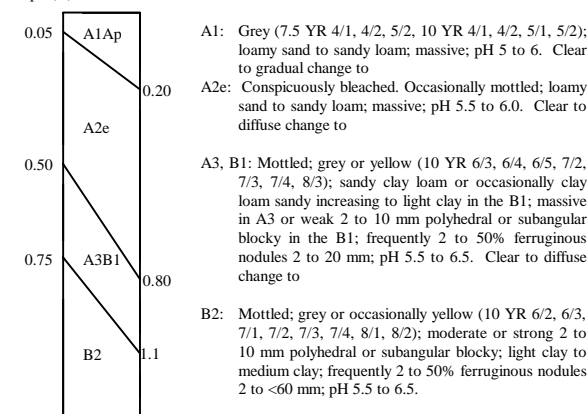 0.05
A1Ap
0.20
A2e
0.50
0.75
A3B1
0.80
B2
1.1
A1: Grey (7.5 YR 4/1, 4/2, 5/2, 10 YR 4/1, 4/2, 5/1, 5/2);
loamy sand to sandy loam; massive; pH 5 to 6. Clear
to gradual change to
A2e: Conspicuously bleached. Occasionally mottled; loamy
sand to sandy loam; massive; pH 5.5 to 6.0. Clear to
diffuse change to
A3, B1: Mottled; grey or yellow (10 YR 6/3, 6/4, 6/5, 7/2,
7/3, 7/4, 8/3); sandy clay loam or occasionally clay
loam sandy increasing to light clay in the B1; massive
in A3 or weak 2 to 10 mm polyhedral or subangular
blocky in the B1; frequently 2 to 50% ferruginous
nodules 2 to 20 mm; pH 5.5 to 6.5. Clear to diffuse
change to
B2: Mottled; grey or occasionally yellow (10 YR 6/2, 6/3,
7/1, 7/2, 7/3, 7/4, 8/1, 8/2); moderate or strong 2 to
10 mm polyhedral or subangular blocky; light clay to
medium clay; frequently 2 to 50% ferruginous nodules
2 to <60 mm; pH 5.5 to 6.5.